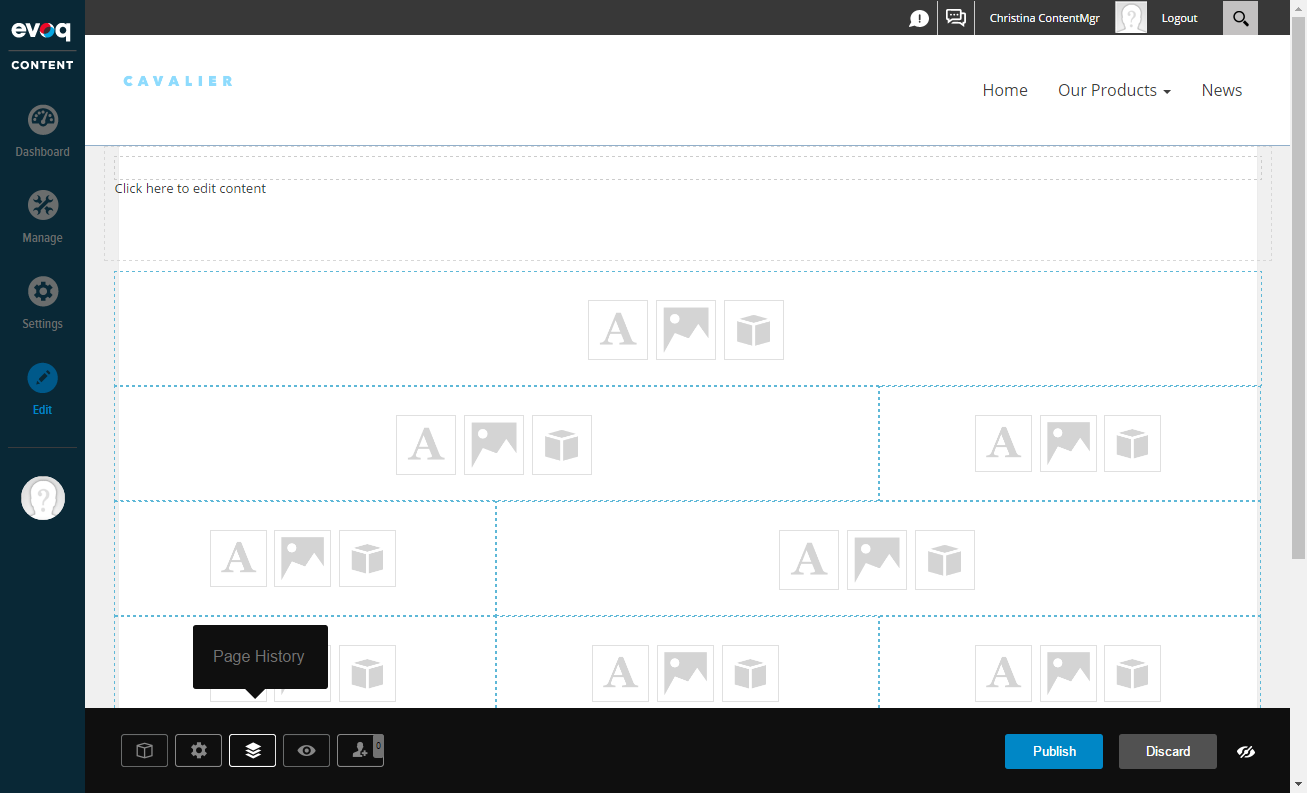 evoq
CONTENT
Christina ContentMgr
Logout
CAVALIER
Home
Our Products
News
Dashboard
Manage
Settings
Edit
Click here to edit content
A
A
A
A
A
A
A
Page History
0
Publish
Discard